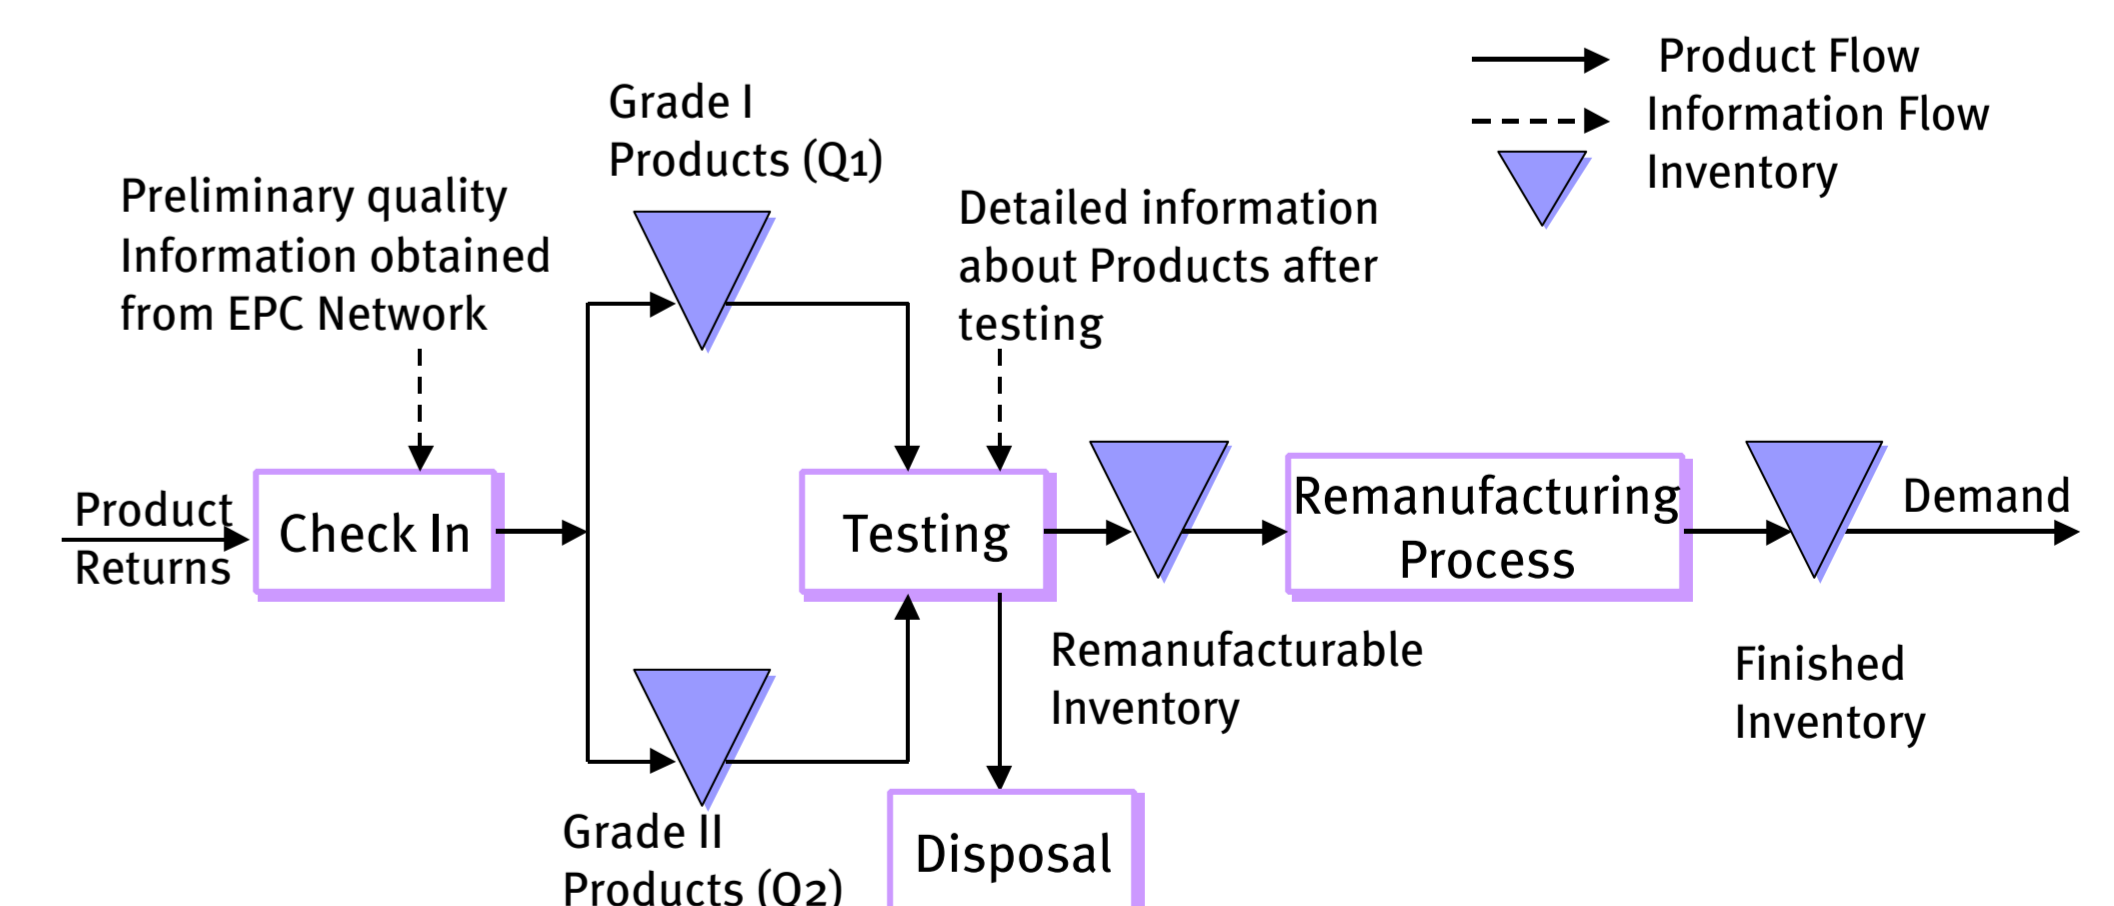 Product Flow
Information Flow
Inventory
Grade I
Products (Q1)
Preliminary quality
Information obtained
from EPC Network
Detailed information
about Products after
testing
Product
Returns
Check In
Testing
Remanufacturing
Process
Demand
Remanufacturable
Inventory
Finished
Inventory
Grade II
Products (Q2)
Disposal